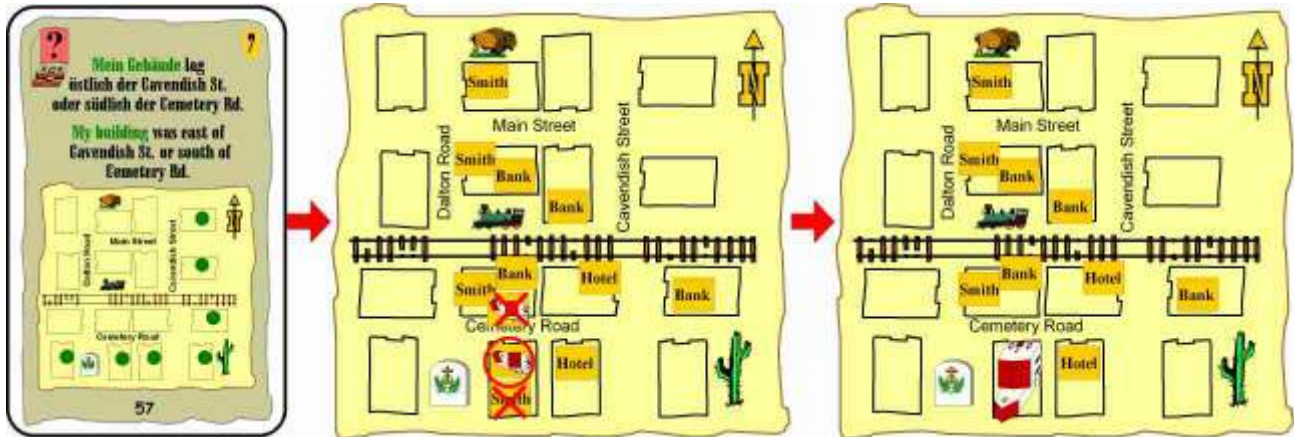 ?
7
Mein Gebäude lag
östlich der Cavendish St.
oder südlich der Cemetery Rd.
My building was east of
Cavendish St. or south of
Cemetery Rd.
N
Main Street
Dalton Road
Cavendish Street
Cemetery Road
57
Smith
N
Main Street
Dalton Road
Cavendish Street
Smith
Bank
Bank
Bank
Smith
Hotel
Bank
Cemetery Road
Hotel
Smith
Smith
N
Main Street
Dalton Road
Cavendish Street
Smith
Bank
Bank
Bank
Smith
Hotel
Bank
Cemetery Road
Hotel